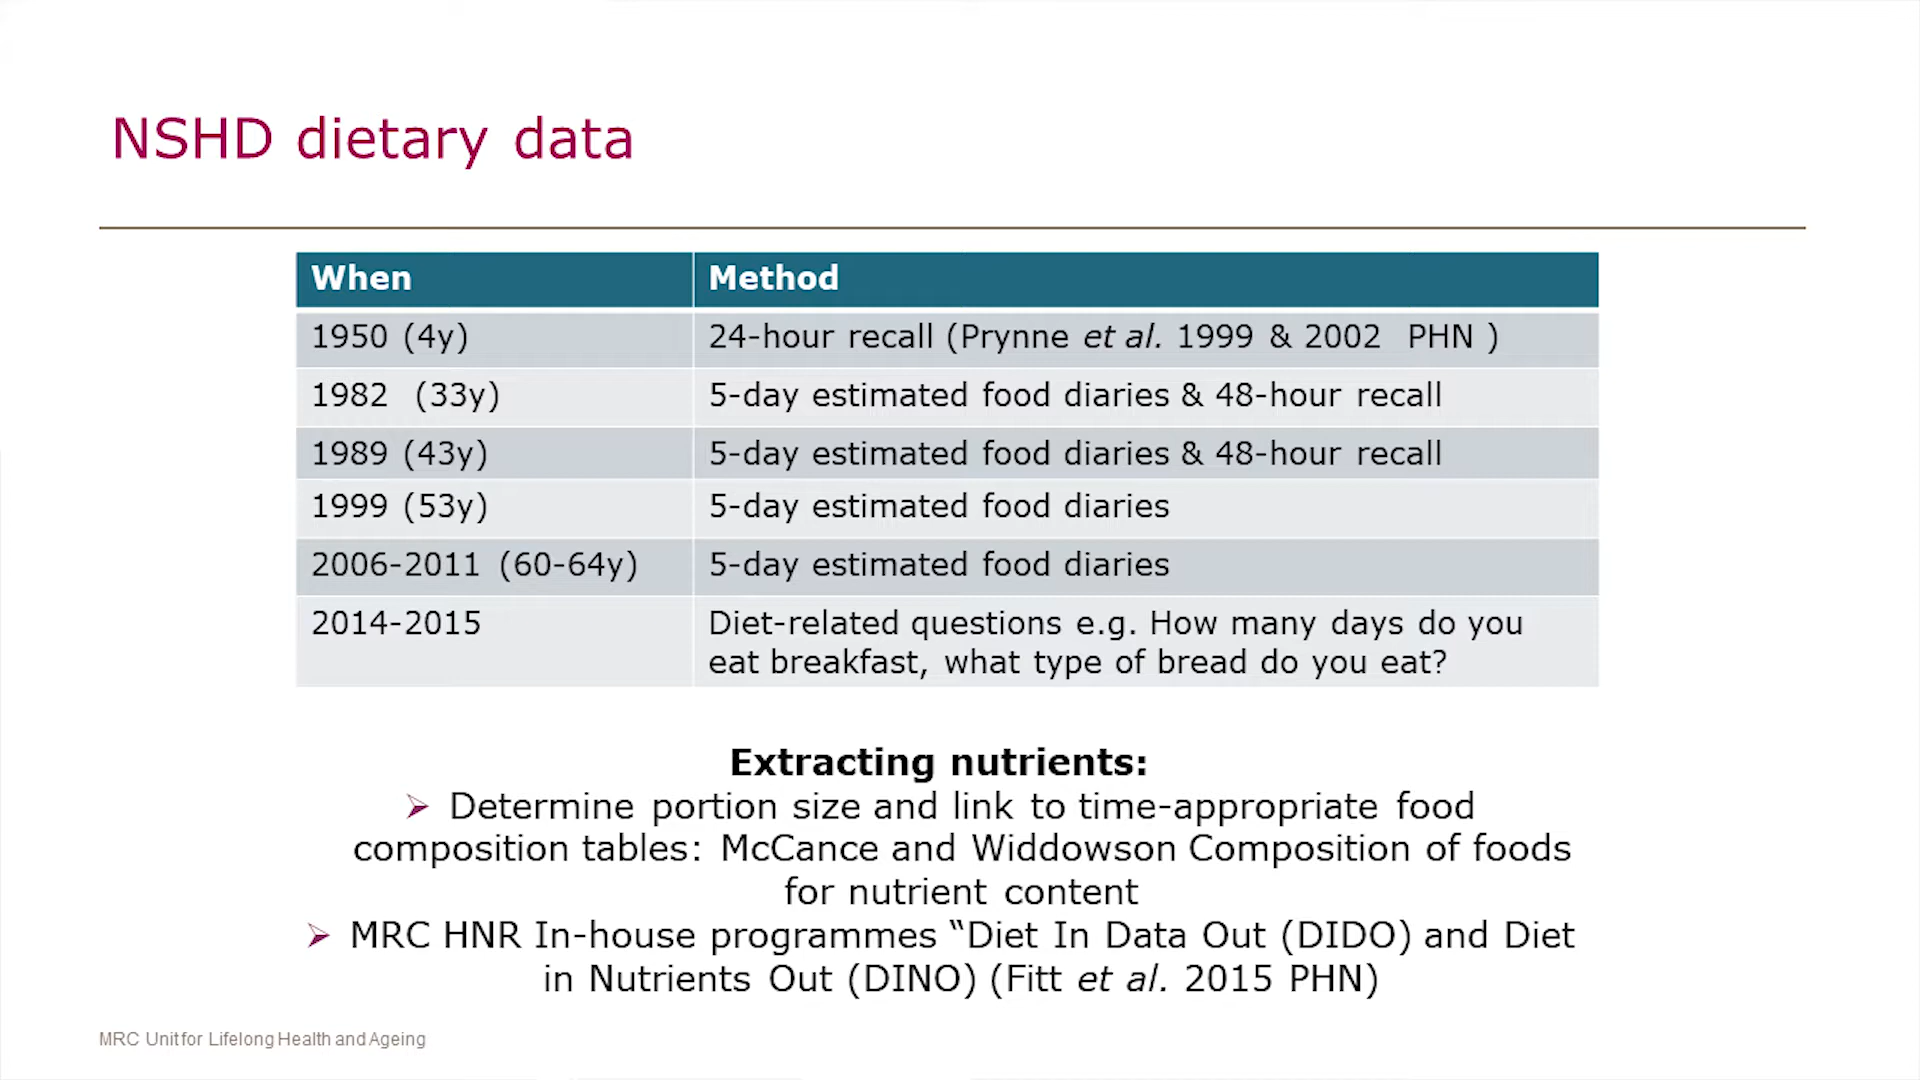 NSHD dietary data
When Method
1950 (4y) 24-hour recall (Prynne et al. 1999 & 2002 PHN )
1982 (33y) 5-day estimated food diaries & 48-hour recall
1989 (43y) 5-day estimated food diaries & 48-hour recall
1999 (53y) 5-day estimated food diaries
2006-2011 (60-64y) 5-day estimated food diaries
2014-2015 Diet-related questions e.g. How many days do you
eat breakfast, what type of bread do you eat?
Extracting nutrients:
➢ Determine portion size and link to time-appropriate food
composition tables: McCance and Widdowson Composition of foods
for nutrient content
➢ MRC HNR In-house programmes “Diet In Data Out (DIDO) and Diet
in Nutrients Out (DINO) (Fitt et al. 2015 PHN)
MRC Unit for Lifelong Health and Ageing